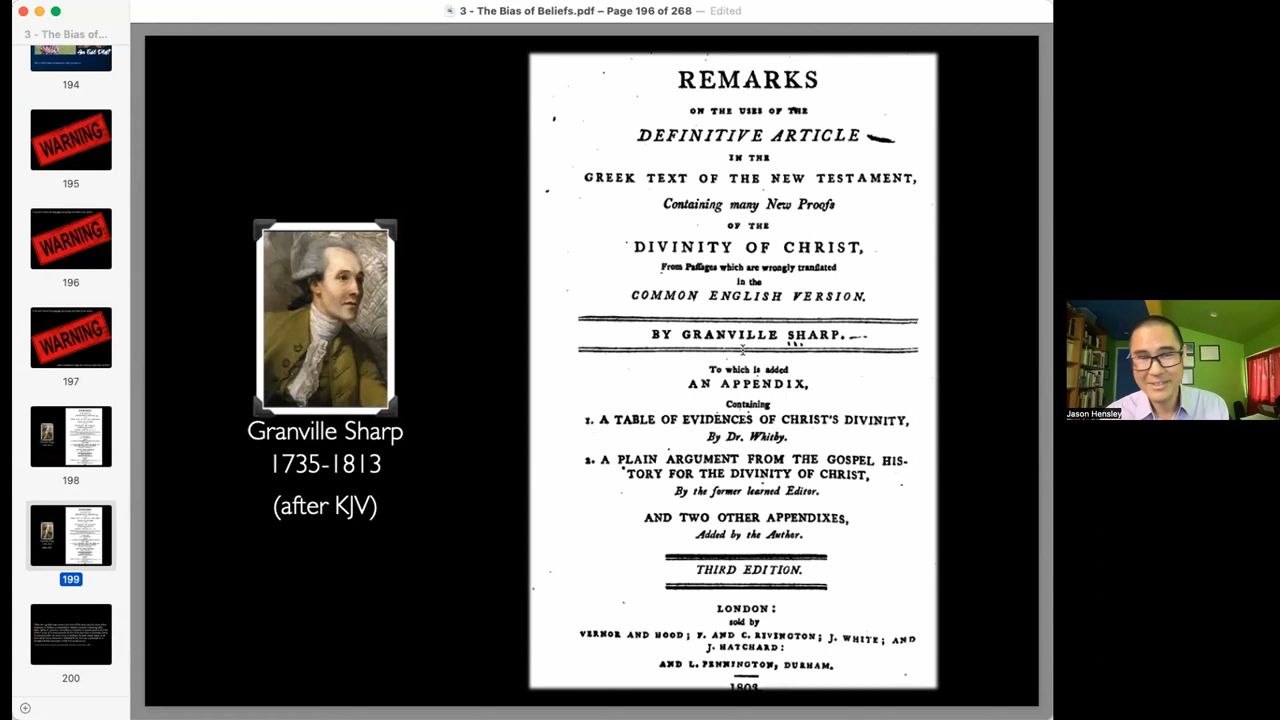 3 - The Bias of Beliefs.pdf – Page 196 of 268 — Edited
3 - The Bias of...
194
WARNING
195
WARNING
196
WARNING
197
198
199
200
Granville Sharp
1735-1813
(after KJV)
REMARKS
ON THE USES OF THE
DEFINITIVE ARTICLE
IN THE
GREEK TEXT OF THE NEW TESTAMENT,
Containing many New Proofs
OF THE
DIVINITY OF CHRIST,
From Passages which are wrongly translated
in the
COMMON ENGLISH VERSION.
BY GRANVILLE SHARP.
To which is added
AN APPENDIX,
Containing
1. A TABLE OF EVIDENCES OF CHRIST'S DIVINITY,
By Dr. Whitby.
2. A PLAIN ARGUMENT FROM THE GOSPEL HIS-
TORY FOR THE DIVINITY OF CHRIST,
By the former learned Editor.
AND TWO OTHER APPENDIXES,
Added by the Author.
THIRD EDITION.
LONDON:
sold by
VERNOR AND HOOD; F. AND C. RIVINGTON; J. WHITE; AND
J. HATCHARD:
AND L. PENNINGTON, DURHAM.
1803.
Jason Hensley